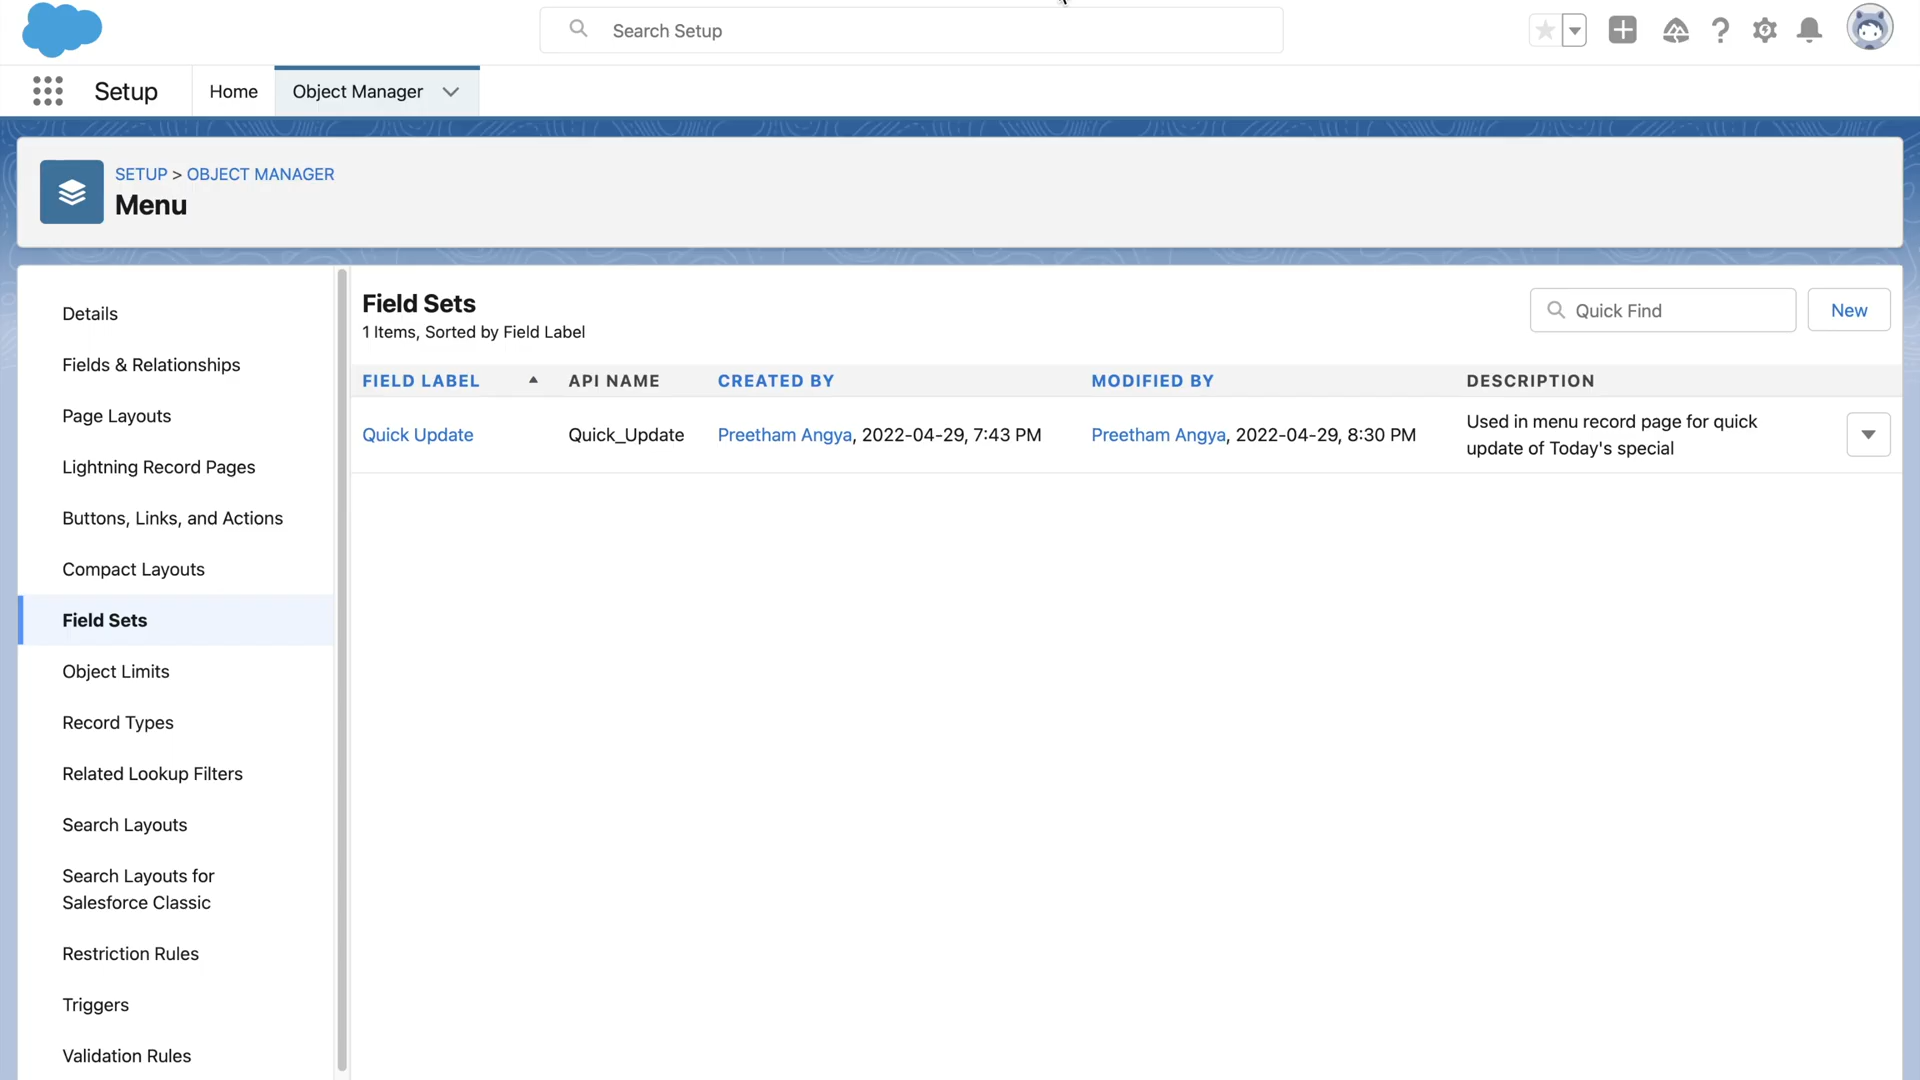 Search Setup
Setup
Home
Object Manager
SETUP > OBJECT MANAGER
Menu
Details
Fields & Relationships
Page Layouts
Lightning Record Pages
Buttons, Links, and Actions
Compact Layouts
Field Sets
Object Limits
Record Types
Related Lookup Filters
Search Layouts
Search Layouts for
Salesforce Classic
Restriction Rules
Triggers
Validation Rules
Field Sets
1 Items, Sorted by Field Label
Quick Find
New
FIELD LABEL API NAME CREATED BY MODIFIED BY DESCRIPTION
Quick Update Quick_Update Preetham Angya, 2022-04-29, 7:43 PM Preetham Angya, 2022-04-29, 8:30 PM Used in menu record page for quick
update of Today's special